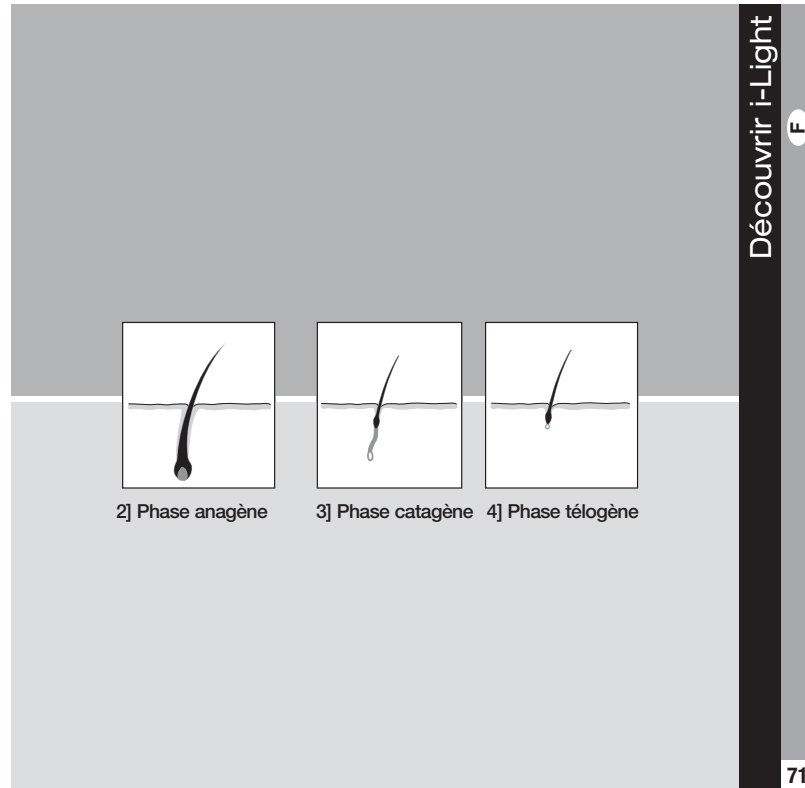 Découvrir i-Light
F
2] Phase anagène
3] Phase catagène
4] Phase télogène
71